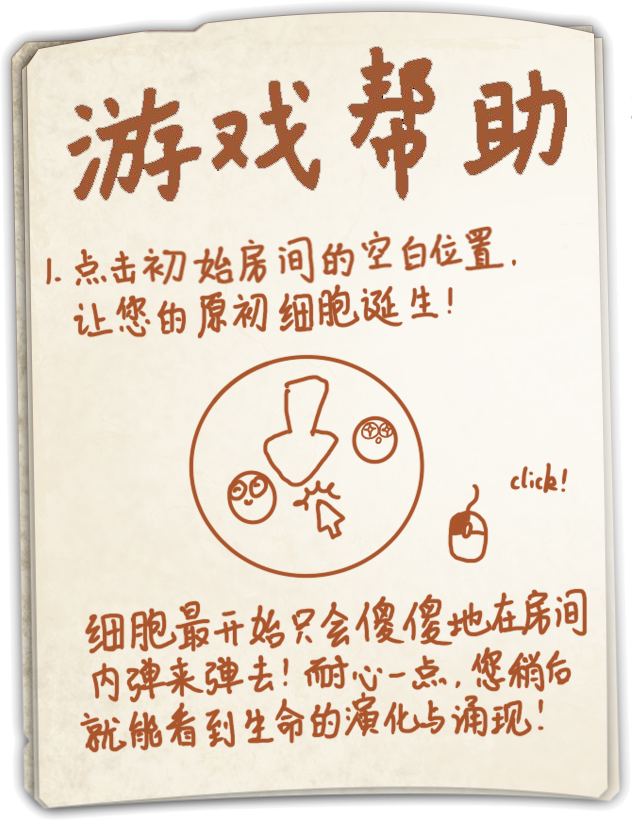 游戏帮助
1. 点击初始房间的空白位置,
让您的原初细胞诞生!
click!
细胞最开始只会傻傻地在房间
内弹来弹去! 耐心一点, 您稍后
就能看到生命的演化与涌现!